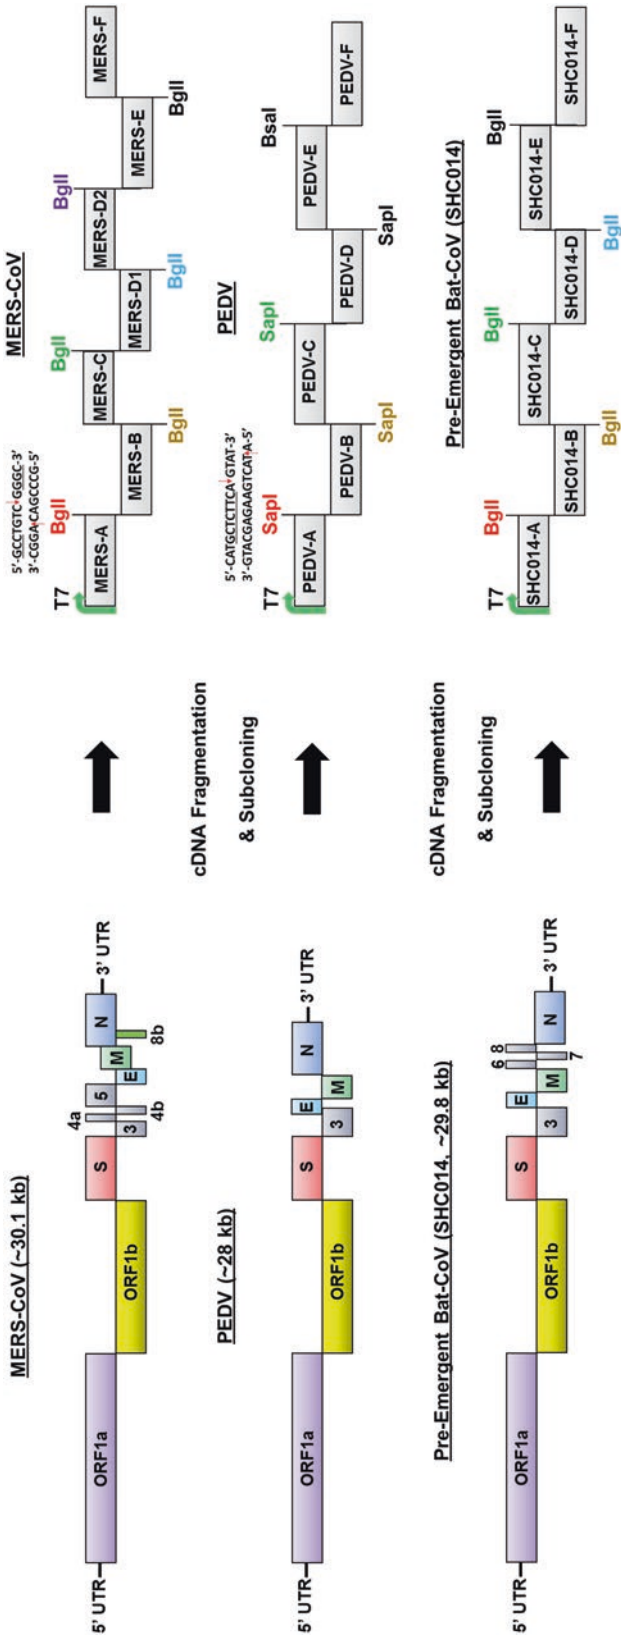 MERS-CoV (~30.1 kb)
5' UTR
ORF1a
ORF1b
S
3
4a
4b
5
E
M
N
8b
3' UTR
PEDV (~28 kb)
5' UTR
ORF1a
ORF1b
S
3
E
M
N
3' UTR
Pre-Emergent Bat-CoV (SHC014, ~29.8 kb)
5' UTR
ORF1a
ORF1b
S
3
E
M
6
7
8
N
3' UTR
cDNA Fragmentation
& Subcloning
cDNA Fragmentation
& Subcloning
MERS-CoV
5'-GCCTGTC GGGC-3'
3'-CGGA CAGCCCG-5'
T7
BglI
BglI
BglI
BglI
BglI
BglI
MERS-A
MERS-B
MERS-C
MERS-D1
MERS-D2
MERS-E
MERS-F
PEDV
5'-CATGCTCTTCA GTAT-3'
3'-GTACGAGAAGTCAT A-5'
T7
SapI
SapI
SapI
SapI
BsaI
PEDV-A
PEDV-B
PEDV-C
PEDV-D
PEDV-E
PEDV-F
Pre-Emergent Bat-CoV (SHC014)
T7
BglI
BglI
BglI
BglI
BglI
SHC014-A
SHC014-B
SHC014-C
SHC014-D
SHC014-E
SHC014-F